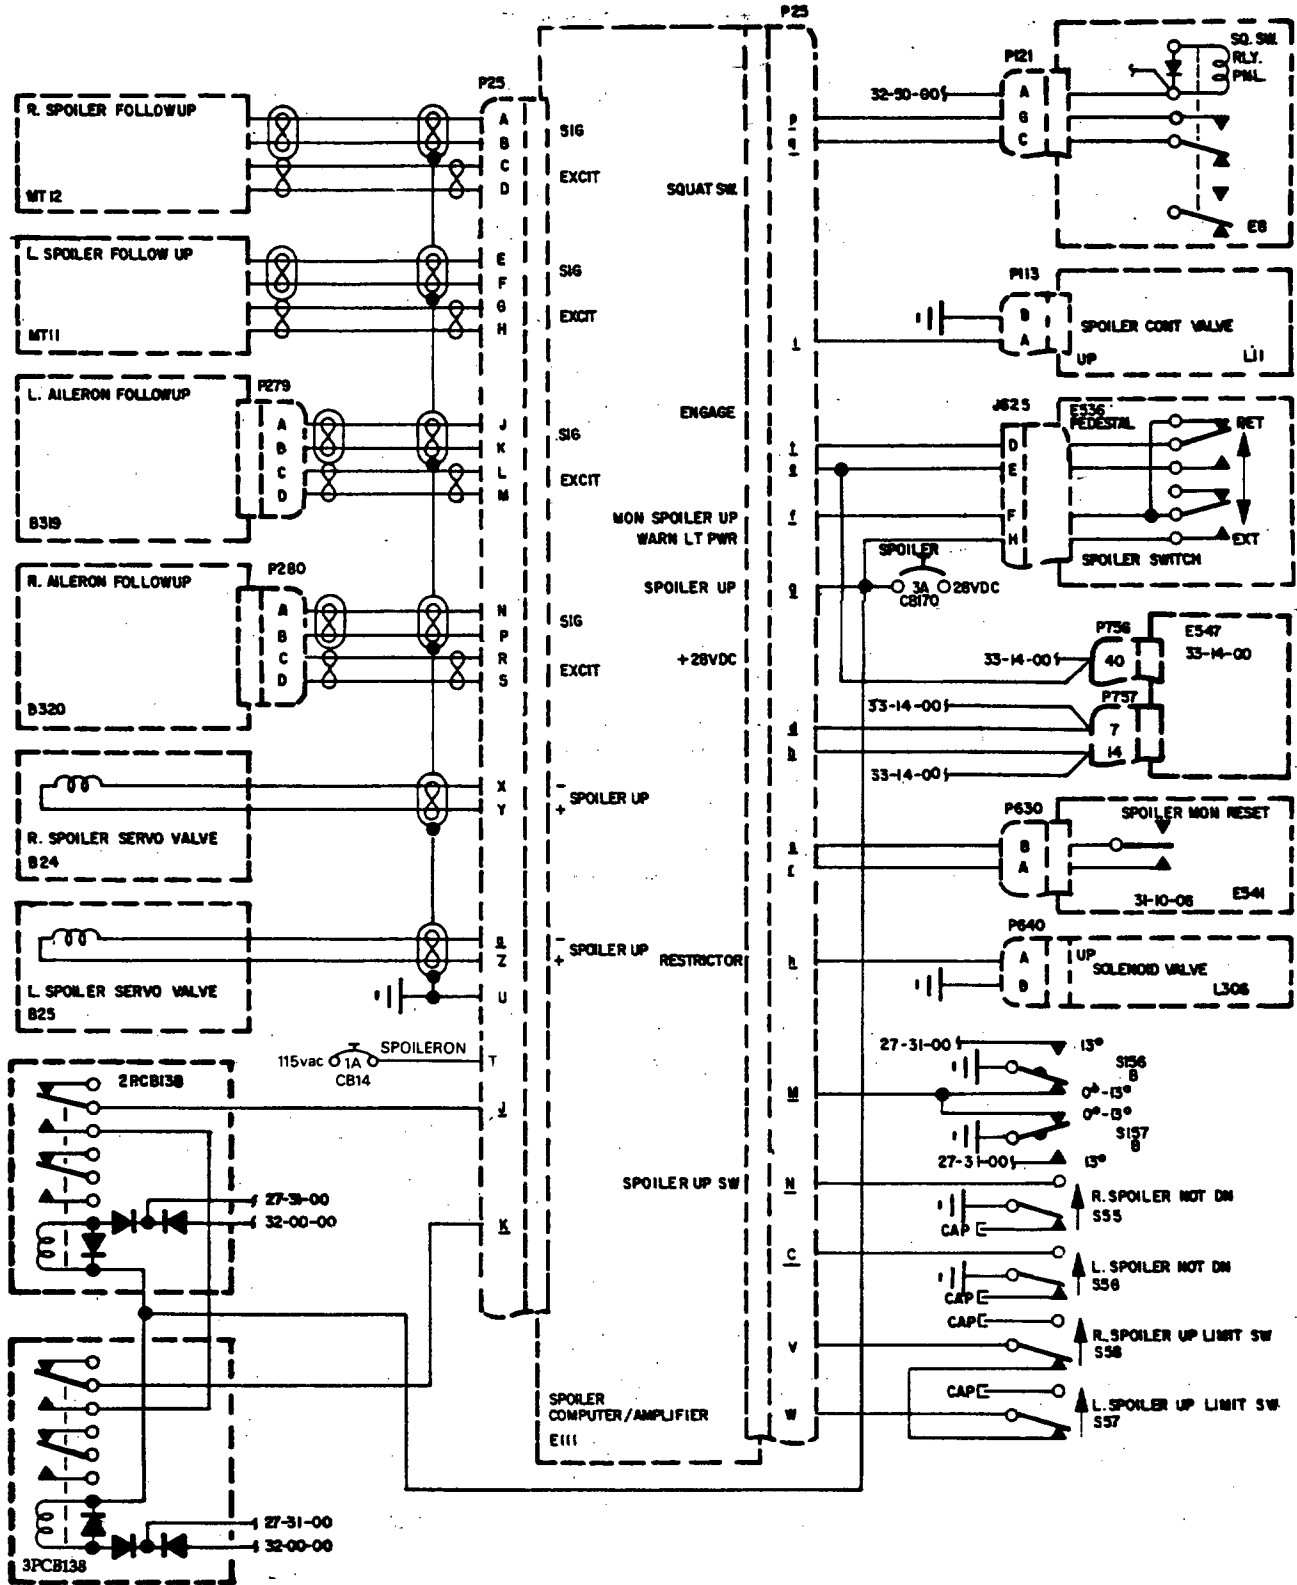 P25
P25
R. SPOILER FOLLOWUP
MT12
A
B
C
D
SIG
EXCIT
L. SPOILER FOLLOW UP
MT11
E
F
G
H
SIG
EXCIT
L. AILERON FOLLOWUP
B319
P279
A
B
C
D
J
K
L
M
SIG
EXCIT
R. AILERON FOLLOWUP
B320
P280
A
B
C
D
N
P
R
S
SIG
EXCIT
R. SPOILER SERVO VALVE
B24
X
Y
- SPOILER UP
+
L. SPOILER SERVO VALVE
B25
a
Z
- SPOILER UP
+
U
115vac 1A SPOILERON
CB14
T
2RCB138
J
27-31-00
32-00-00
K
3PCB138
27-31-00
32-00-00
SPOILER
COMPUTER/AMPLIFIER
E111
SQUAT SW.
ENGAGE
MON SPOILER UP
WARN LT PWR
SPOILER UP
+28VDC
RESTRICTOR
SPOILER UP SW
p
q
32-50-00
P121
A
G
C
SQ. SW.
RLY.
PNL.
E8
i
P113
B
A
SPOILER CONT VALVE
UP
L11
t
f
J625
D
E
F
H
E536
PEDESTAL
RET
EXT
SPOILER SWITCH
SPOILER
3A 28VDC
CB170
33-14-00
P756
40
E547
33-14-00
33-14-00
P757
7
14
33-14-00
b
P630
B
A
SPOILER MON RESET
31-10-06
E541
r
P640
A
D
UP
SOLENOID VALVE
L308
h
M
27-31-00
13°
S156
B
0°-13°
0°-13°
S157
B
27-31-00
13°
N
R. SPOILER NOT DN
S55
CAP
C
L. SPOILER NOT DN
S56
CAP
CAP
V
R. SPOILER UP LIMIT SW
S58
CAP
W
L. SPOILER UP LIMIT SW.
S57